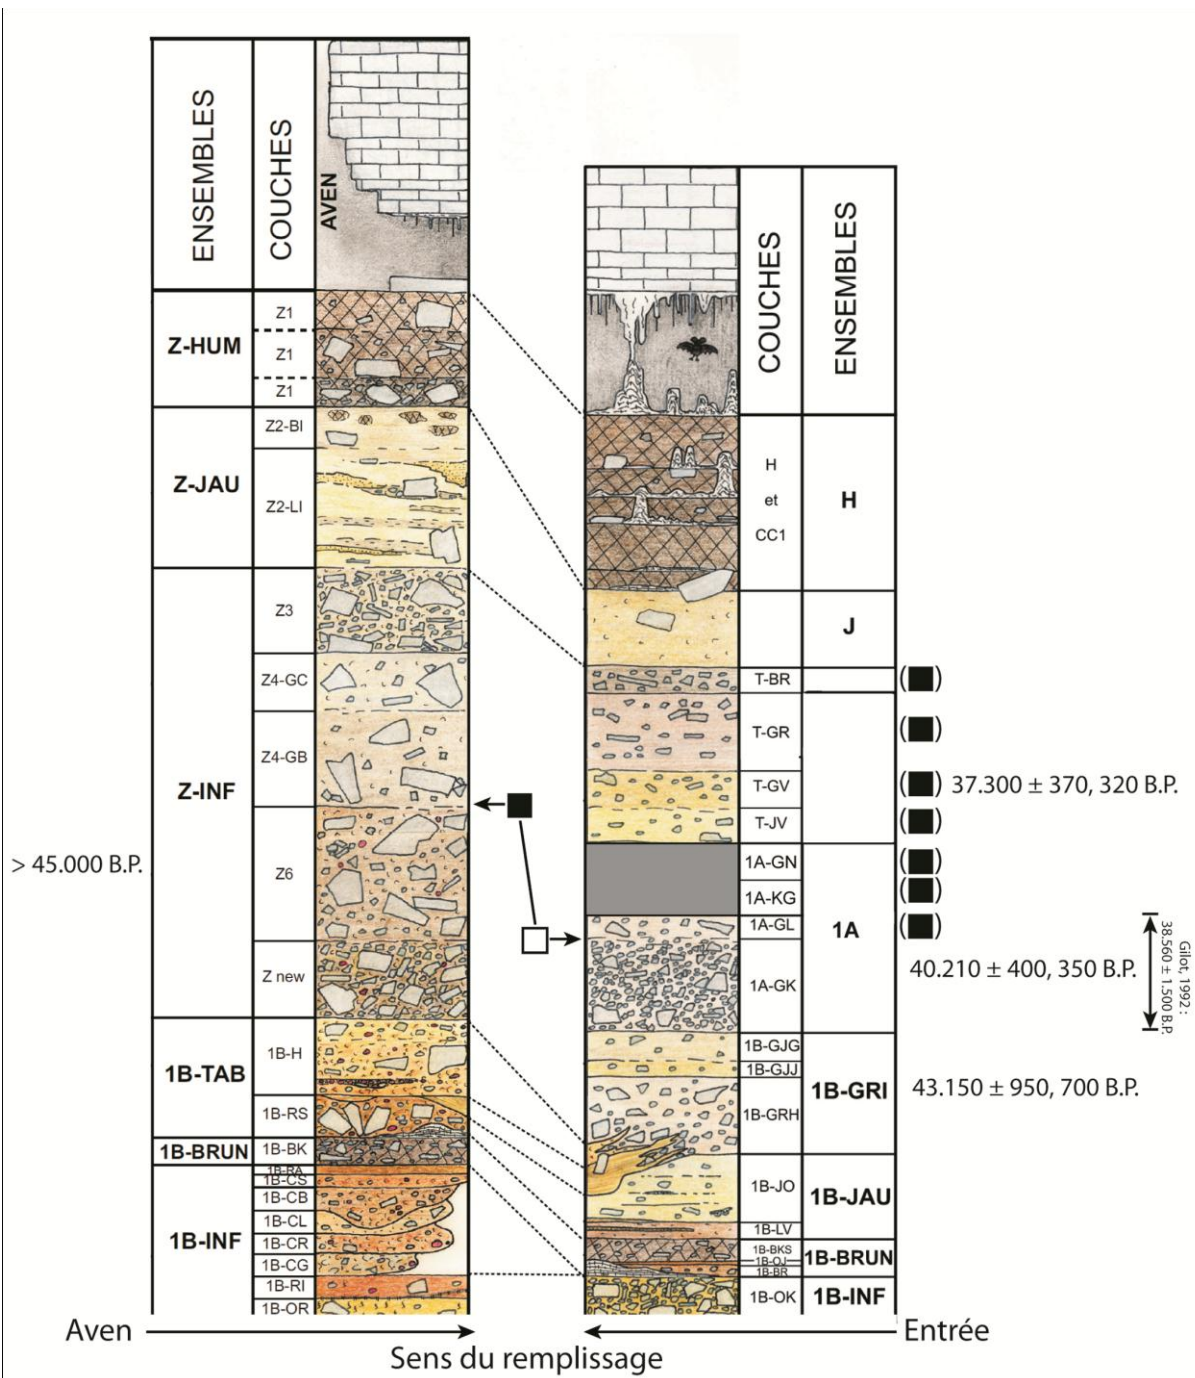 ENSEMBLES
COUCHES
AVEN
Z-HUM
Z1
Z1
Z1
Z-JAU
Z2-BI
Z2-LI
Z-INF
Z3
Z4-GC
Z4-GB
Z6
Z new
> 45.000 B.P.
1B-TAB
1B-H
1B-RS
1B-BRUN
1B-BK
1B-INF
1B-RA
1B-CS
1B-CB
1B-CL
1B-CR
1B-CG
1B-RI
1B-OR
COUCHES
ENSEMBLES
H
et
CC1
H
J
T-BR
( )
T-GR
( )
T-GV
( ) 37.300 ± 370, 320 B.P.
T-JV
( )
1A-GN
( )
1A-KG
( )
1A-GL
( )
1A
1A-GK
40.210 ± 400, 350 B.P.
Gilot, 1992 :
38.560 ± 1.500 B.P.
1B-GJG
1B-GJJ
1B-GRH
1B-GRI
43.150 ± 950, 700 B.P.
1B-JO
1B-JAU
1B-LV
1B-BKS
1B-OJ
1B-BR
1B-BRUN
1B-OK
1B-INF
Aven
Entrée
Sens du remplissage